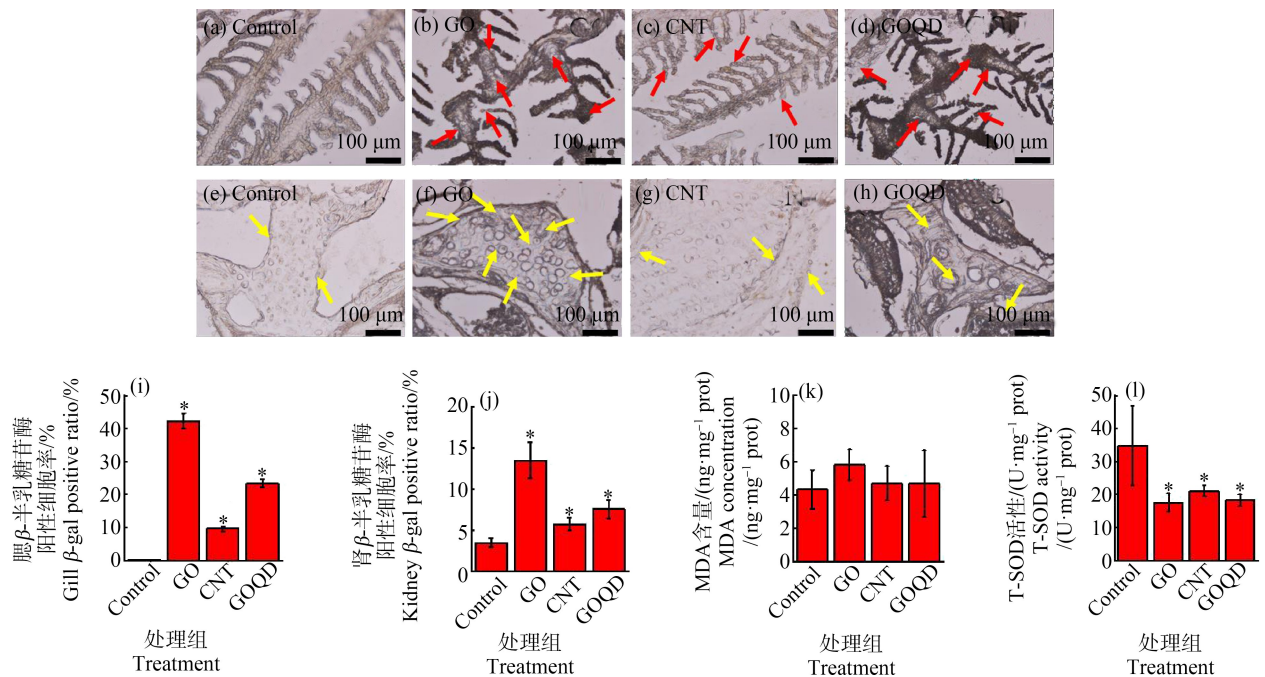 (a) Control
(b) GO
(c) CNT
(d) GOQD
100 μm
100 μm
100 μm
100 μm
(e) Control
(f) GO
(g) CNT
(h) GOQD
100 μm
100 μm
100 μm
100 μm
腮β-半乳糖苷酶
阳性细胞率/%
Gill β-gal positive ratio/%
(i)
50
40
30
20
10
0
*
*
*
Control
GO
CNT
GOQD
处理组
Treatment
肾β-半乳糖苷酶
阳性细胞率/%
Kidney β-gal positive ratio/%
(j)
20
15
10
5
0
*
*
*
Control
GO
CNT
GOQD
处理组
Treatment
MDA含量/(ng·mg⁻¹ prot)
MDA concentration
/(ng·mg⁻¹ prot)
(k)
10
8
6
4
2
0
Control
GO
CNT
GOQD
处理组
Treatment
T-SOD活性/(U·mg⁻¹ prot)
T-SOD activity
/(U·mg⁻¹ prot)
(l)
50
40
30
20
10
0
*
*
*
Control
GO
CNT
GOQD
处理组
Treatment